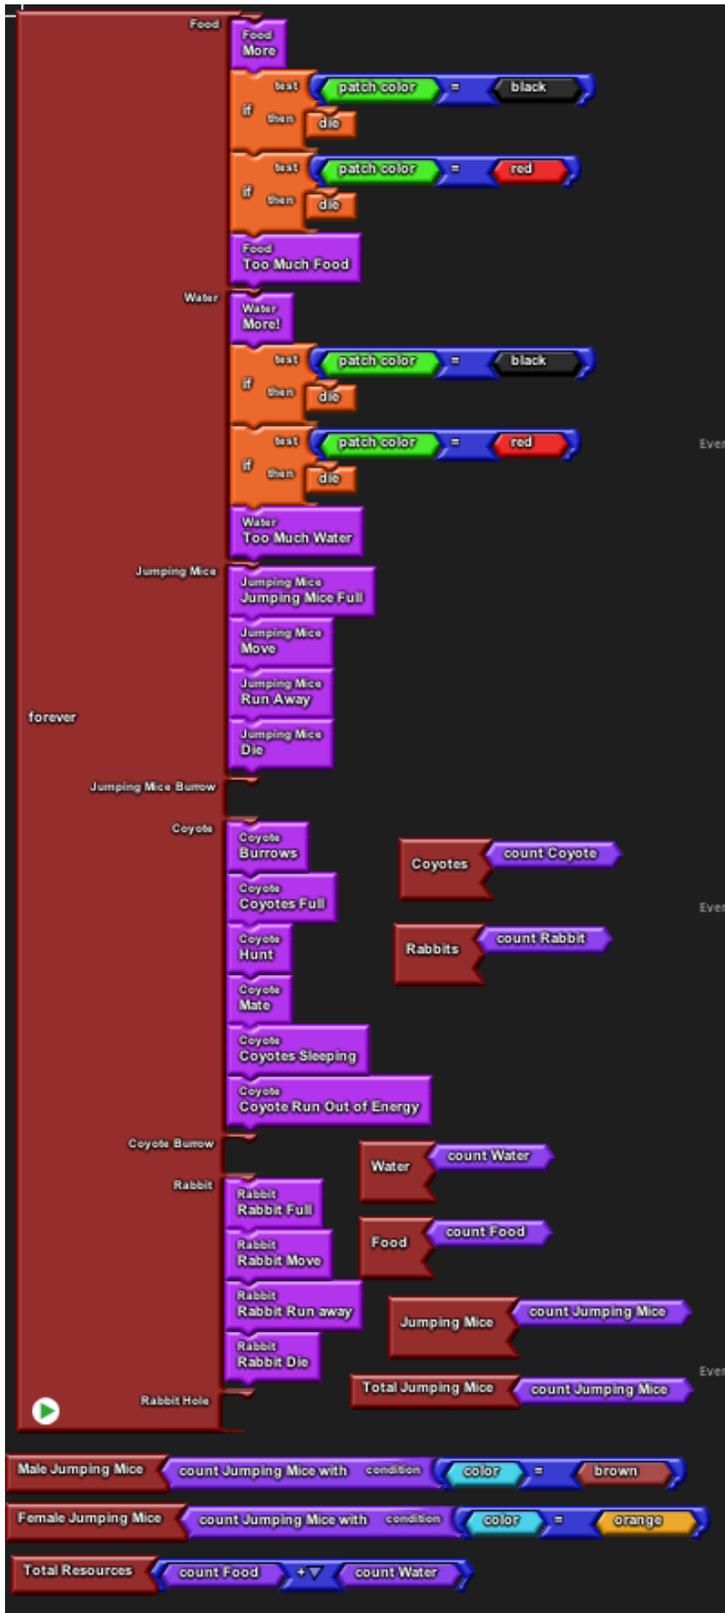 Food
Food
More
if
test
patch color = black
then
die
if
test
patch color = red
then
die
Food
Too Much Food
Water
Water
More!
if
test
patch color = black
then
die
if
test
patch color = red
then
die
Water
Too Much Water
Jumping Mice
Jumping Mice
Jumping Mice Full
Jumping Mice
Move
Jumping Mice
Run Away
Jumping Mice
Die
forever
Jumping Mice Burrow
Coyote
Coyote
Burrows
Coyote
Coyotes Full
Coyote
Hunt
Coyote
Mate
Coyote
Coyotes Sleeping
Coyote
Coyote Run Out of Energy
Coyotes count Coyote
Rabbits count Rabbit
Coyote Burrow
Rabbit
Rabbit
Rabbit Full
Rabbit
Rabbit Move
Rabbit
Rabbit Run away
Rabbit
Rabbit Die
Rabbit Hole
Water count Water
Food count Food
Jumping Mice count Jumping Mice
Total Jumping Mice count Jumping Mice
Ever
Ever
Ever
Male Jumping Mice count Jumping Mice with condition color = brown
Female Jumping Mice count Jumping Mice with condition color = orange
Total Resources count Food + count Water